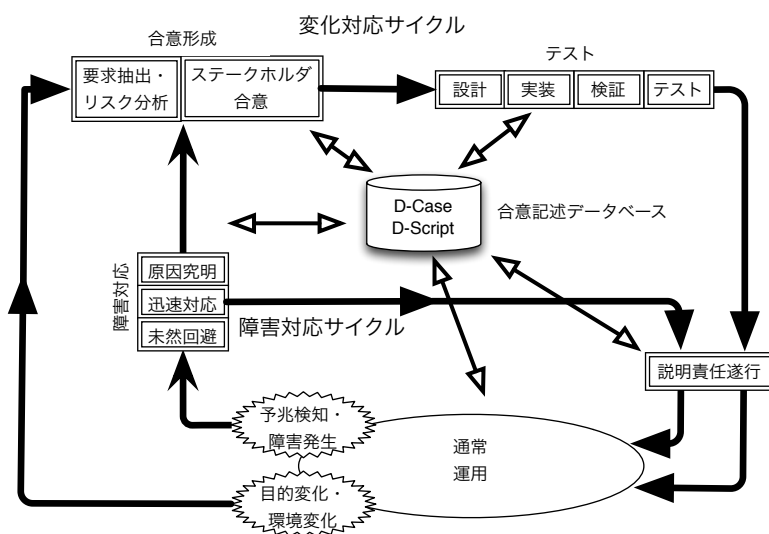 変化対応サイクル
合意形成
要求抽出・
リスク分析
ステークホルダ
合意
テスト
設計
実装
検証
テスト
D-Case
D-Script
合意記述データベース
障害対応
原因究明
迅速対応
未然回避
障害対応サイクル
説明責任遂行
予兆検知・
障害発生
通常
運用
目的変化・
環境変化